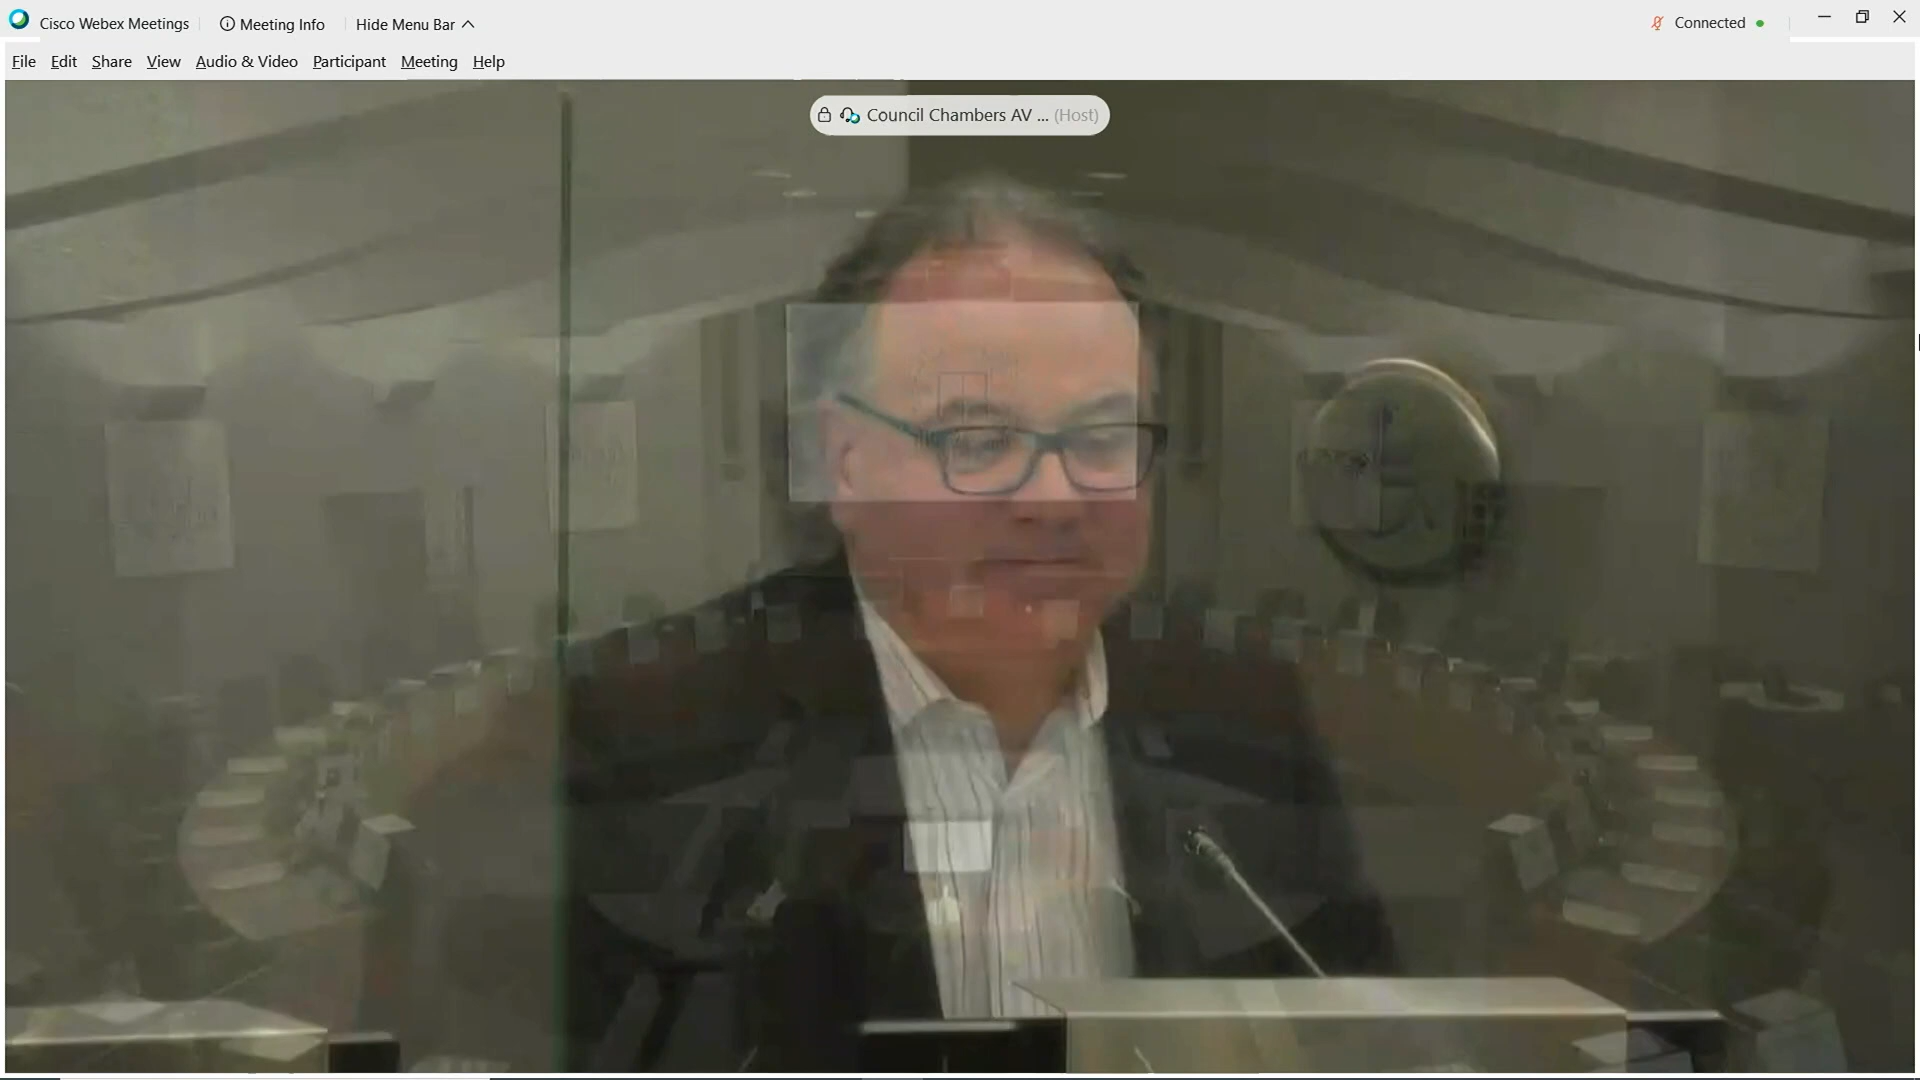 Cisco Webex Meetings Meeting Info Hide Menu Bar Connected
File Edit Share View Audio & Video Participant Meeting Help
Council Chambers AV ... (Host)